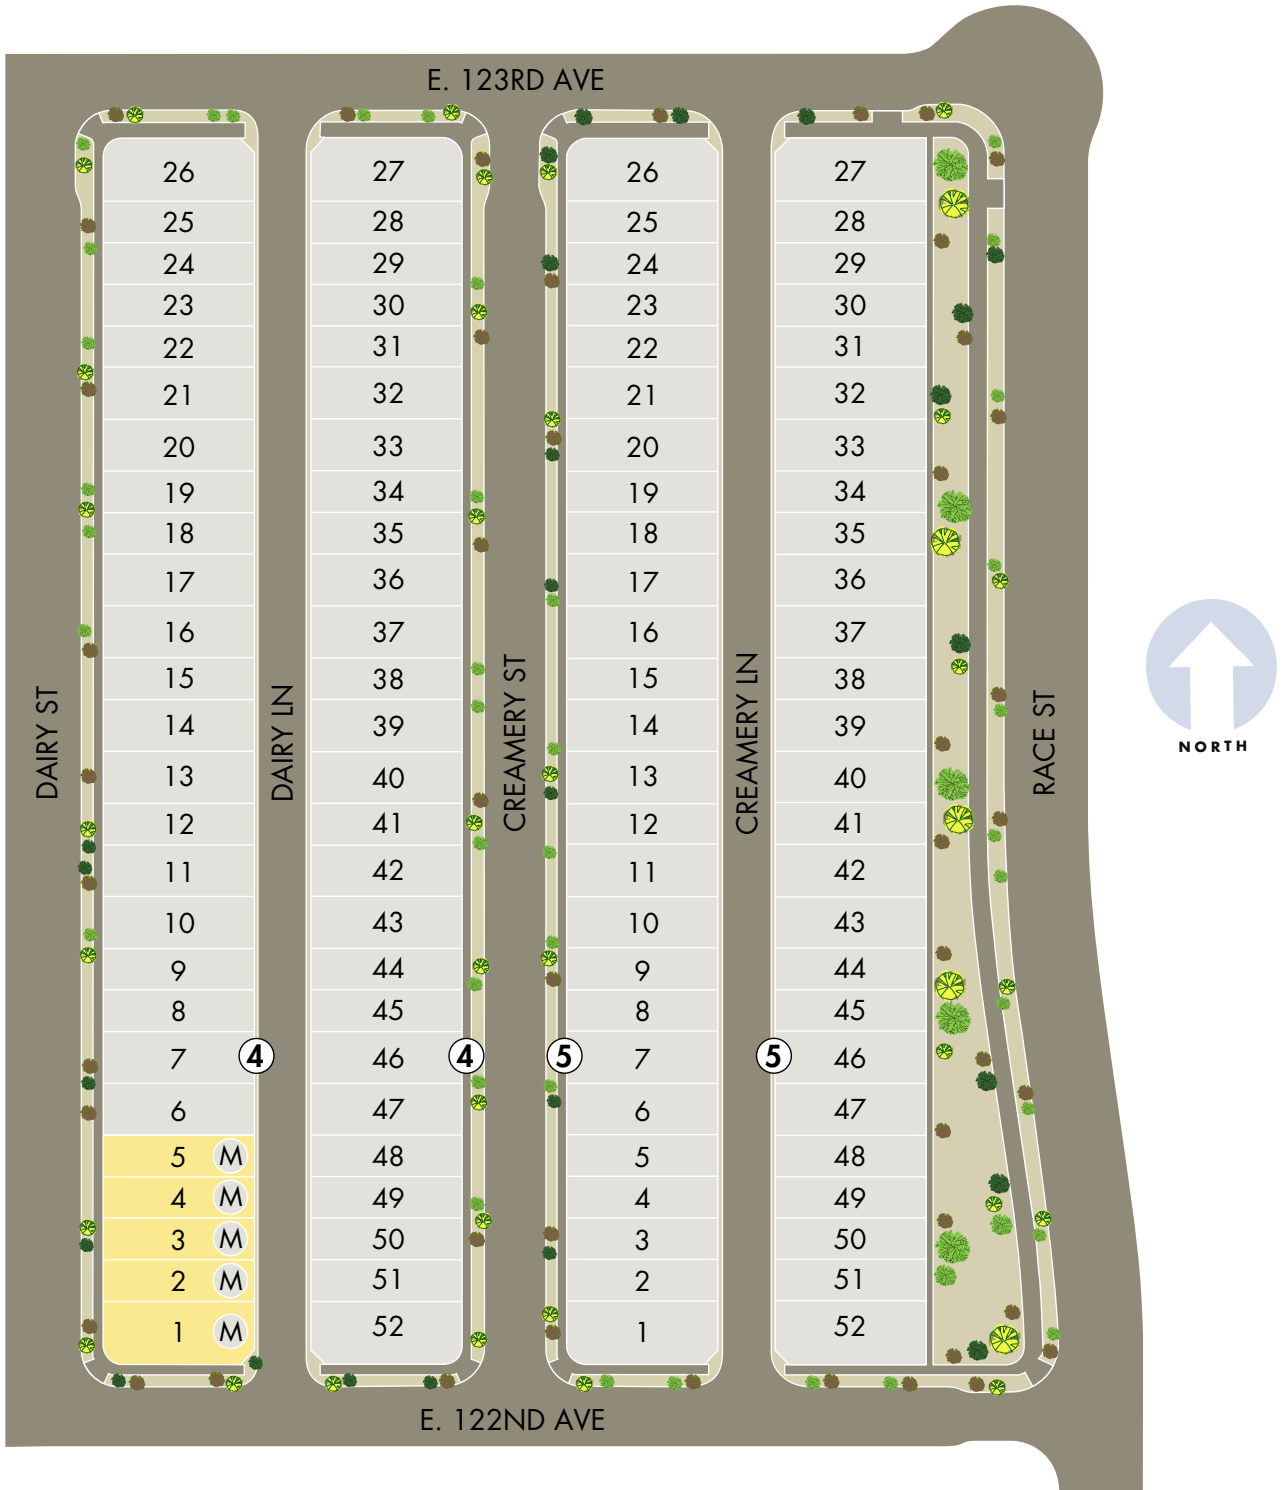 E. 123RD AVE
26 27 26 27
25 28 25 28
24 29 24 29
23 30 23 30
22 31 22 31
21 32 21 32
20 33 20 33
19 34 19 34
18 35 18 35
17 36 17 36
16 37 16 37
15 38 15 38
14 39 14 39
13 40 13 40
12 41 12 41
11 42 11 42
10 43 10 43
9 44 9 44
8 45 8 45
7 4 46 4 5 7 5 46
6 47 6 47
5 M 48 5 48
4 M 49 4 49
3 M 50 3 50
2 M 51 2 51
1 M 52 1 52
DAIRY ST
DAIRY LN
CREAMERY ST
CREAMERY LN
RACE ST
NORTH
E. 122ND AVE